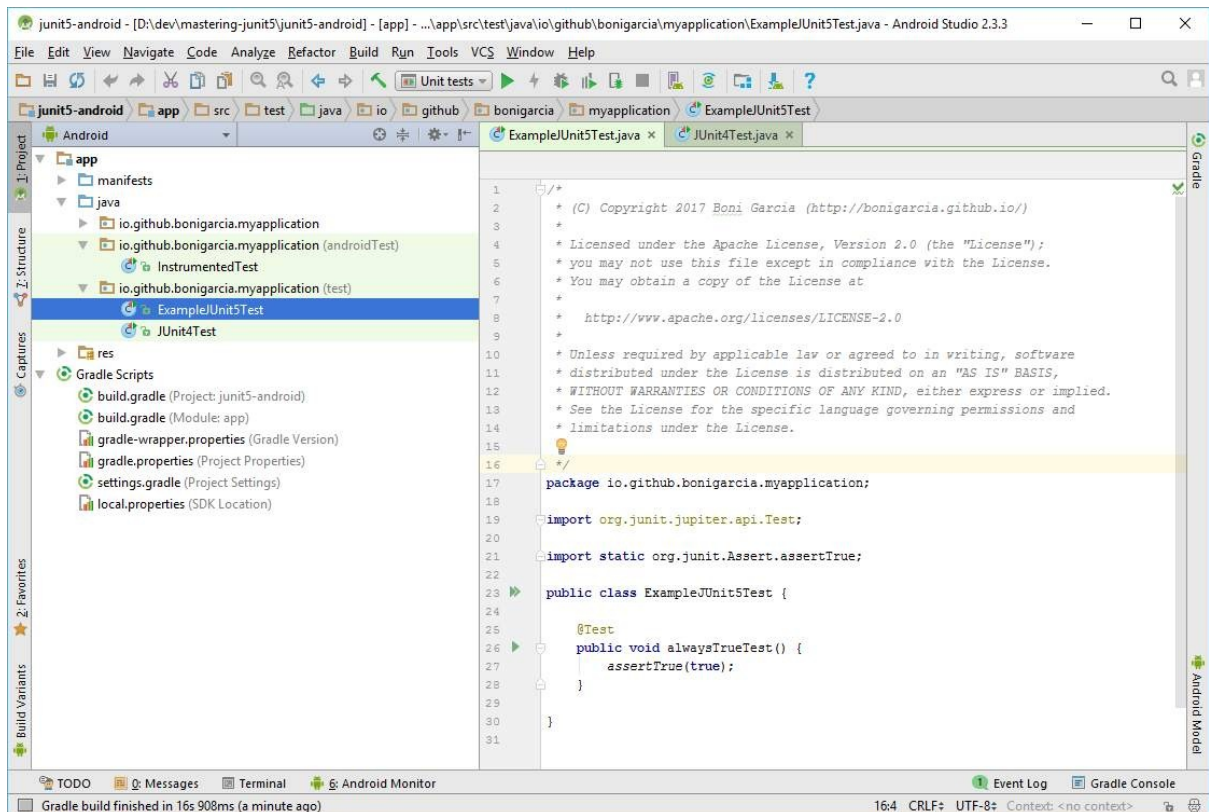 junit5-android - [D:\dev\mastering-junit5\junit5-android] - [app] - ...\app\src\test\java\io\github\bonigarcia\myapplication\ExampleJUnit5Test.java - Android Studio 2.3.3
File Edit View Navigate Code Analyze Refactor Build Run Tools VCS Window Help
Unit tests
junit5-android app src test java io github bonigarcia myapplication ExampleJUnit5Test
1: Project
7: Structure
Captures
2: Favorites
Build Variants
Android
app
manifests
java
io.github.bonigarcia.myapplication
io.github.bonigarcia.myapplication (androidTest)
InstrumentedTest
io.github.bonigarcia.myapplication (test)
ExampleJUnit5Test
JUnit4Test
res
Gradle Scripts
build.gradle (Project: junit5-android)
build.gradle (Module: app)
gradle-wrapper.properties (Gradle Version)
gradle.properties (Project Properties)
settings.gradle (Project Settings)
local.properties (SDK Location)
ExampleJUnit5Test.java JUnit4Test.java
1 /*
2 * (C) Copyright 2017 Boni Garcia (http://bonigarcia.github.io/)
3 *
4 * Licensed under the Apache License, Version 2.0 (the "License");
5 * you may not use this file except in compliance with the License.
6 * You may obtain a copy of the License at
7 *
8 * http://www.apache.org/licenses/LICENSE-2.0
9 *
10 * Unless required by applicable law or agreed to in writing, software
11 * distributed under the License is distributed on an "AS IS" BASIS,
12 * WITHOUT WARRANTIES OR CONDITIONS OF ANY KIND, either express or implied.
13 * See the License for the specific language governing permissions and
14 * limitations under the License.
15
16 */
17 package io.github.bonigarcia.myapplication;
18
19 import org.junit.jupiter.api.Test;
20
21 import static org.junit.Assert.assertTrue;
22
23 public class ExampleJUnit5Test {
24
25 @Test
26 public void alwaysTrueTest() {
27 assertTrue(true);
28 }
29
30 }
31
Gradle
Android Model
TODO 0: Messages Terminal 6: Android Monitor 1 Event Log Gradle Console
Gradle build finished in 16s 908ms (a minute ago) 16:4 CRLF UTF-8 Context: <no context>